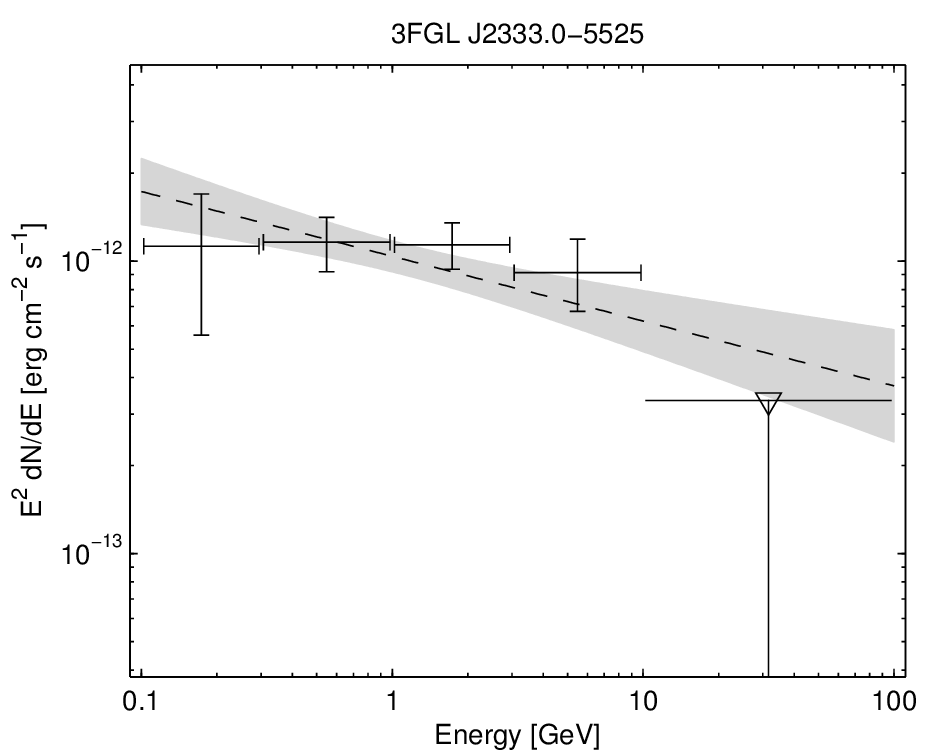 3FGL J2333.0−5525
E² dN/dE [erg cm⁻² s⁻¹]
10⁻¹²
10⁻¹³
0.1 1 10 100
Energy [GeV]